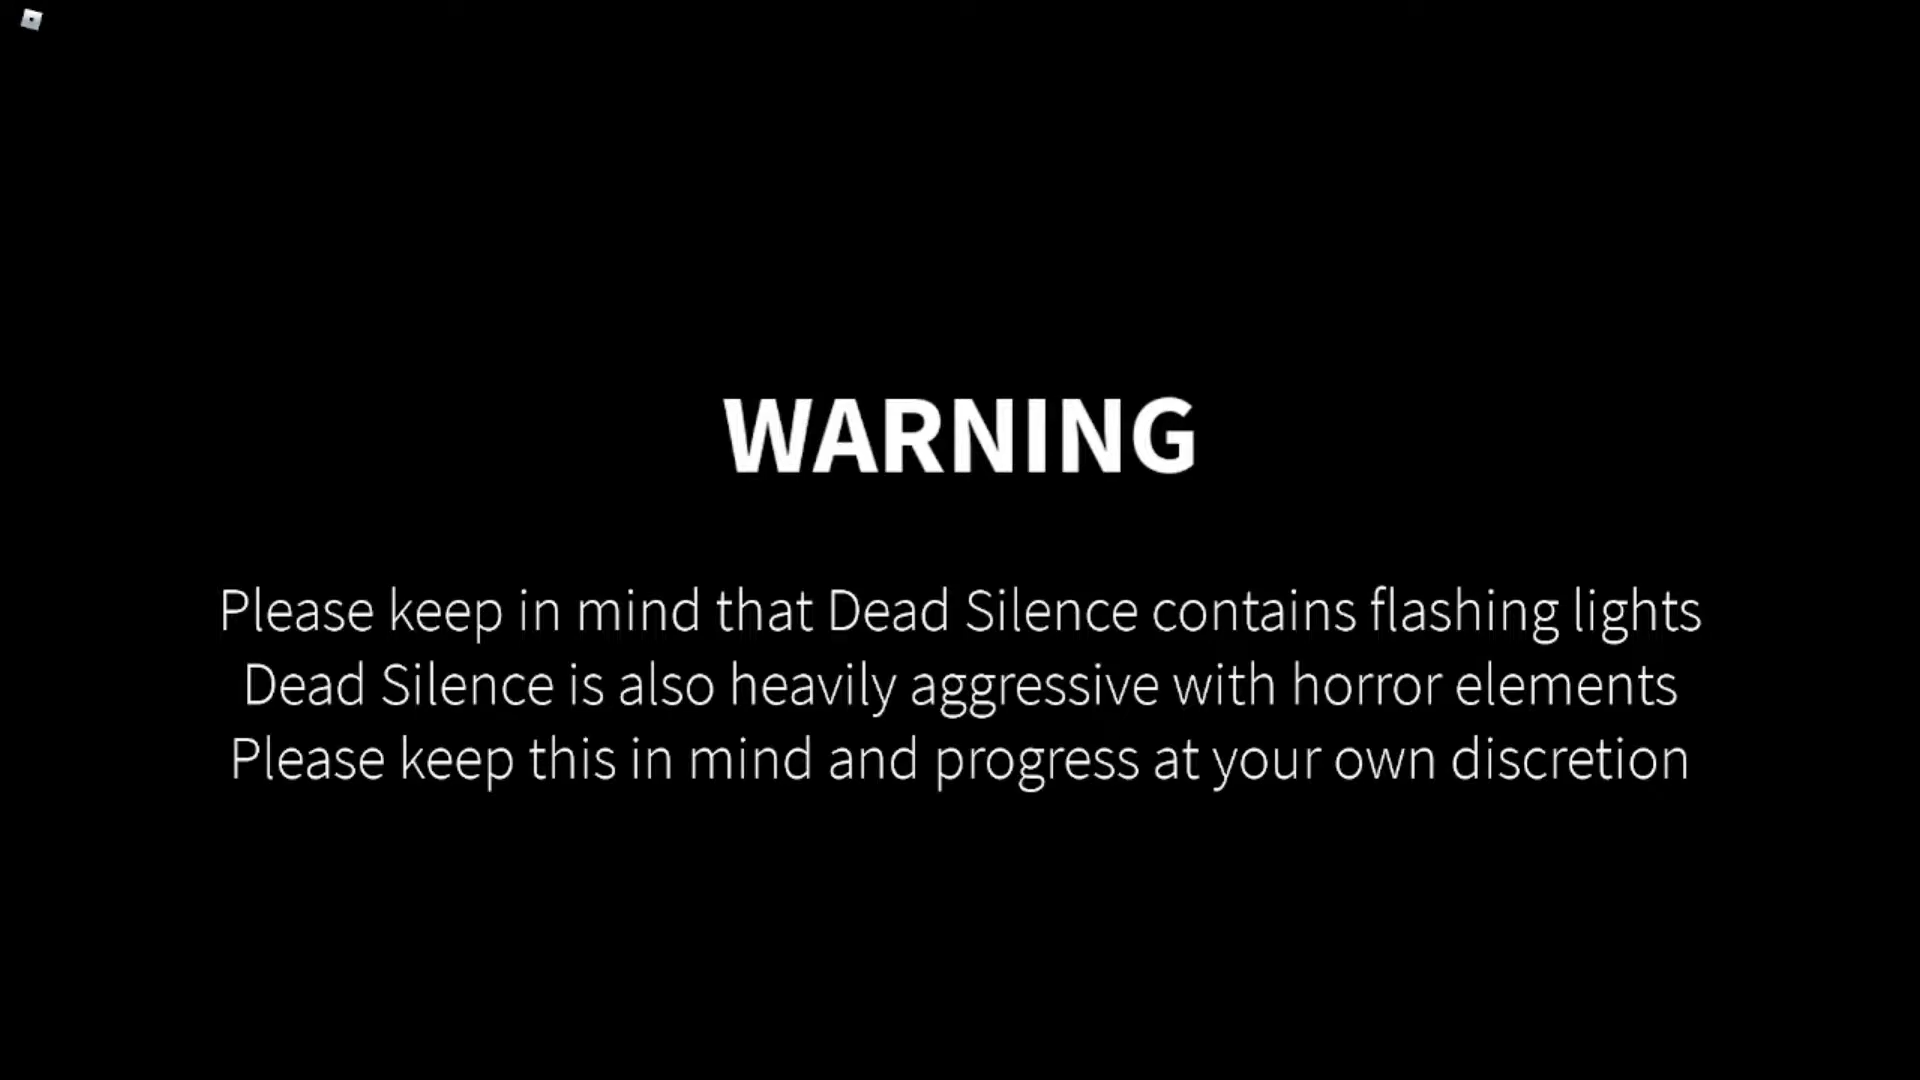 WARNING
Please keep in mind that Dead Silence contains flashing lights
Dead Silence is also heavily aggressive with horror elements
Please keep this in mind and progress at your own discretion